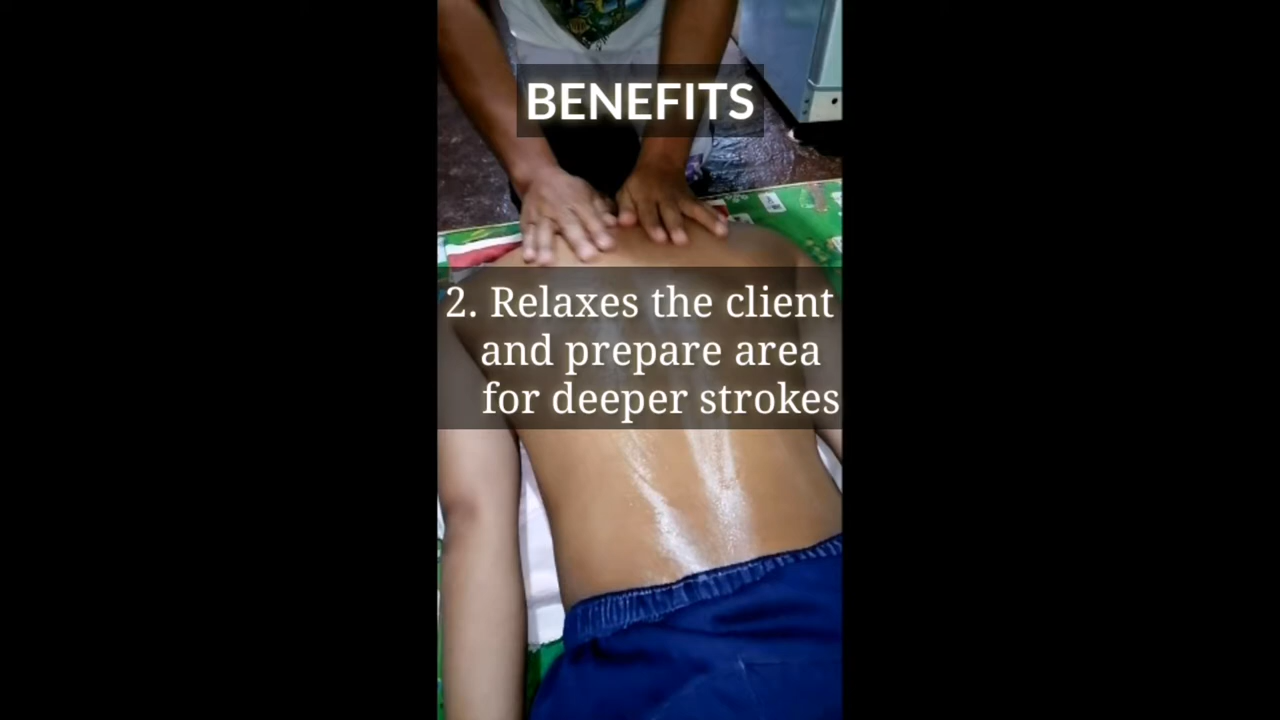 BENEFITS
2. Relaxes the client
and prepare area
for deeper strokes